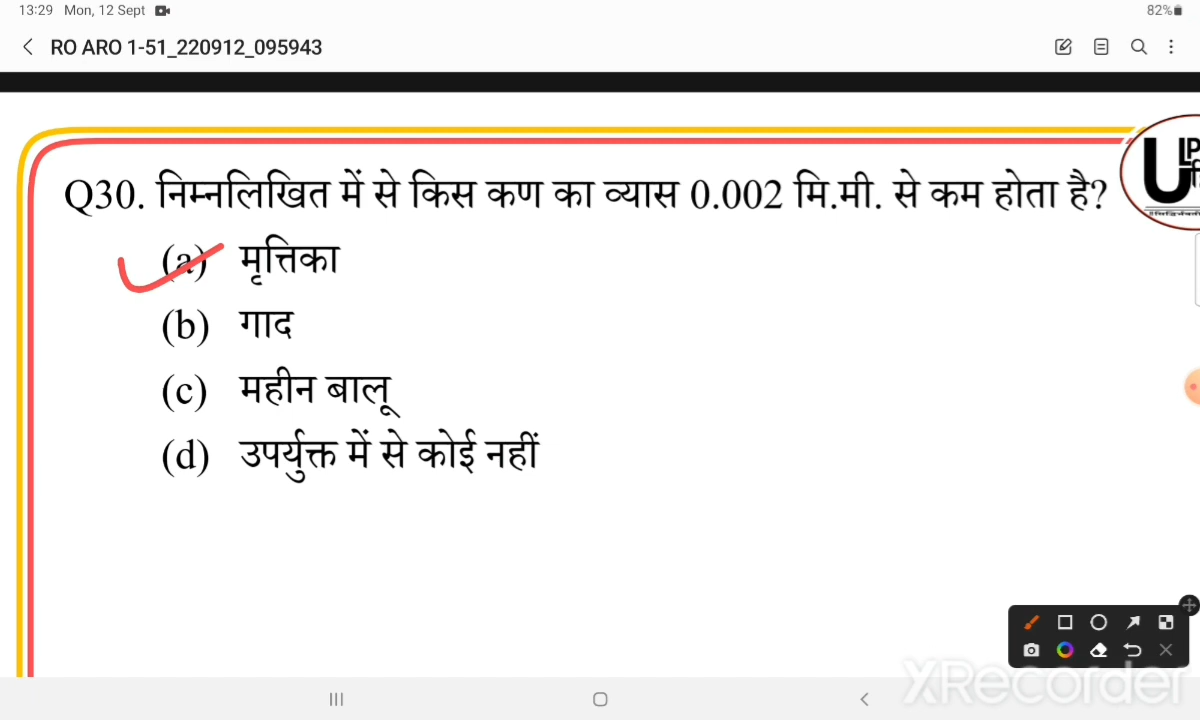 13:29 Mon, 12 Sept
82%
RO ARO 1-51_220912_095943
Q30. निम्नलिखित में से किस कण का व्यास 0.002 मि.मी. से कम होता है?
(a) मृत्तिका
(b) गाद
(c) महीन बालू
(d) उपर्युक्त में से कोई नहीं
XRecorder